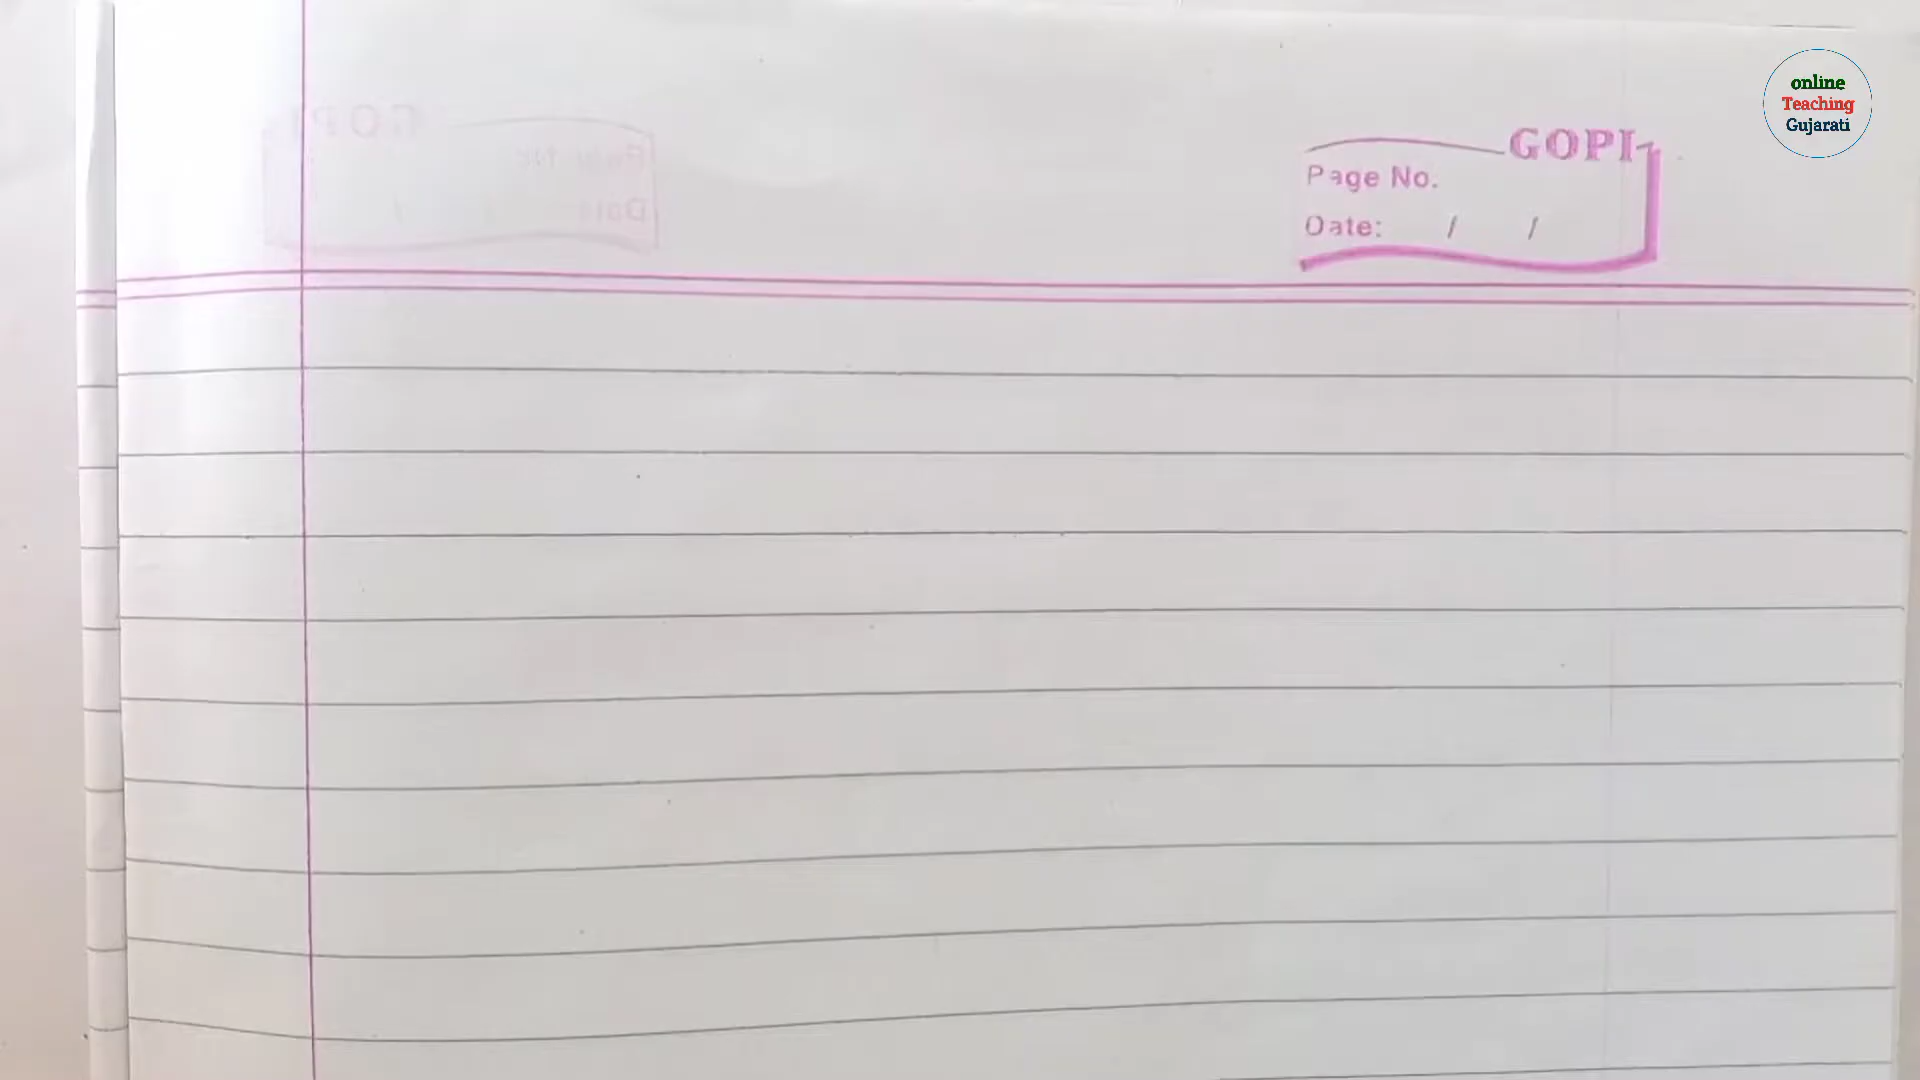 online
Teaching
Gujarati
GOPI
Page No.
Date: / /